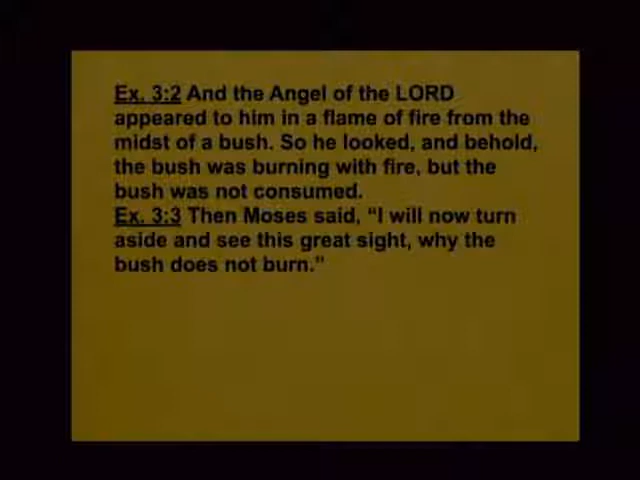 Ex. 3:2 And the Angel of the LORD
appeared to him in a flame of fire from the
midst of a bush. So he looked, and behold,
the bush was burning with fire, but the
bush was not consumed.
Ex. 3:3 Then Moses said, “I will now turn
aside and see this great sight, why the
bush does not burn.”